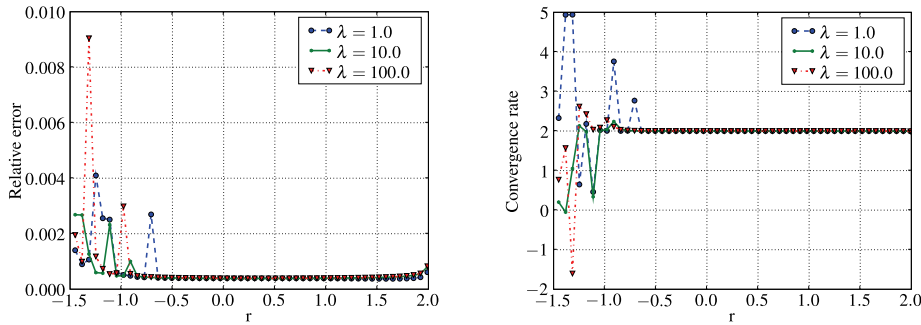 0.010
0.008
0.006
0.004
0.002
0.000
Relative error
−1.5 −1.0 −0.5 0.0 0.5 1.0 1.5 2.0
r
λ = 1.0
λ = 10.0
λ = 100.0
5
4
3
2
1
0
−1
−2
Convergence rate
−1.5 −1.0 −0.5 0.0 0.5 1.0 1.5 2.0
r
λ = 1.0
λ = 10.0
λ = 100.0